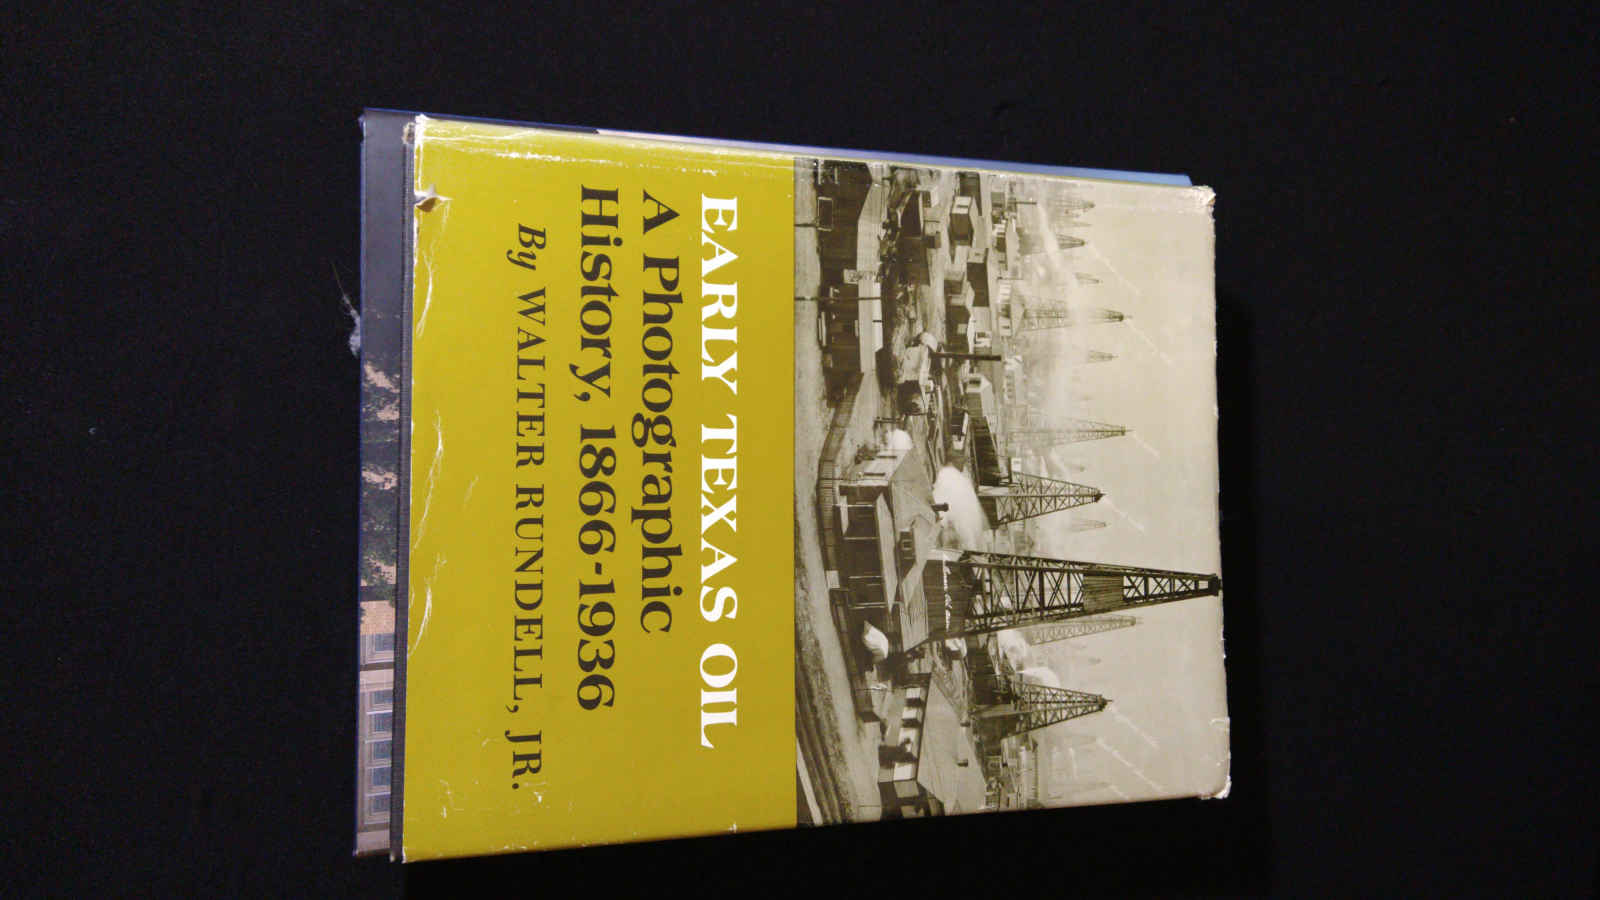 EARLY TEXAS OIL
A Photographic
History, 1866-1936
By WALTER RUNDELL, JR.